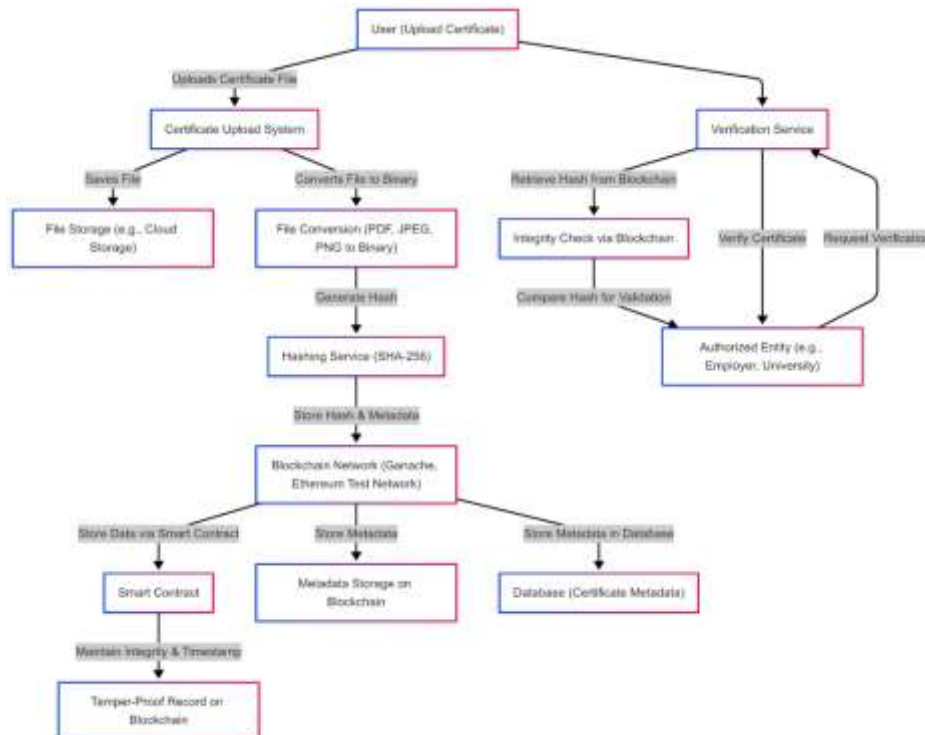 User (Upload Certificate)
Uploads Certificate File
Certificate Upload System
Verification Service
Saves File
Converts File to Binary
Retrieve Hash from Blockchain
File Storage (e.g., Cloud
Storage)
File Conversion (PDF, JPEG,
PNG to Binary)
Integrity Check via Blockchain
Verify Certificate
Request Verificatio
Generate Hash
Compare Hash for Validation
Hashing Service (SHA-256)
Authorized Entity (e.g.,
Employer, University)
Store Hash & Metadata
Blockchain Network (Ganache,
Ethereum Test Network)
Store Data via Smart Contract
Store Metadata
Store Metadata in Database
Smart Contract
Metadata Storage on
Blockchain
Database (Certificate Metadata)
Maintain Integrity & Timestamp
Temper-Proof Record on
Blockchain